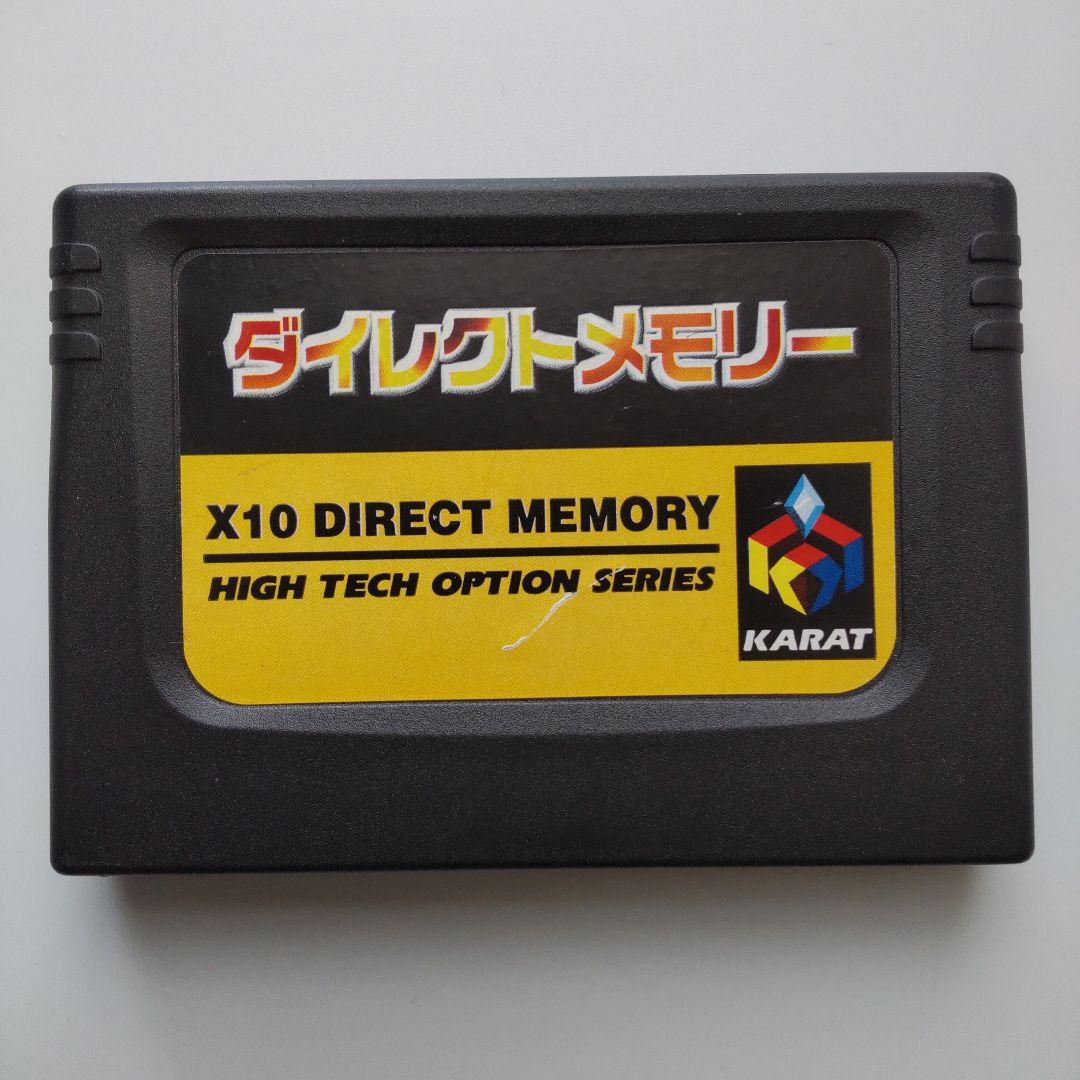 ダイレクトメモリー
X10 DIRECT MEMORY
HIGH TECH OPTION SERIES
KARAT